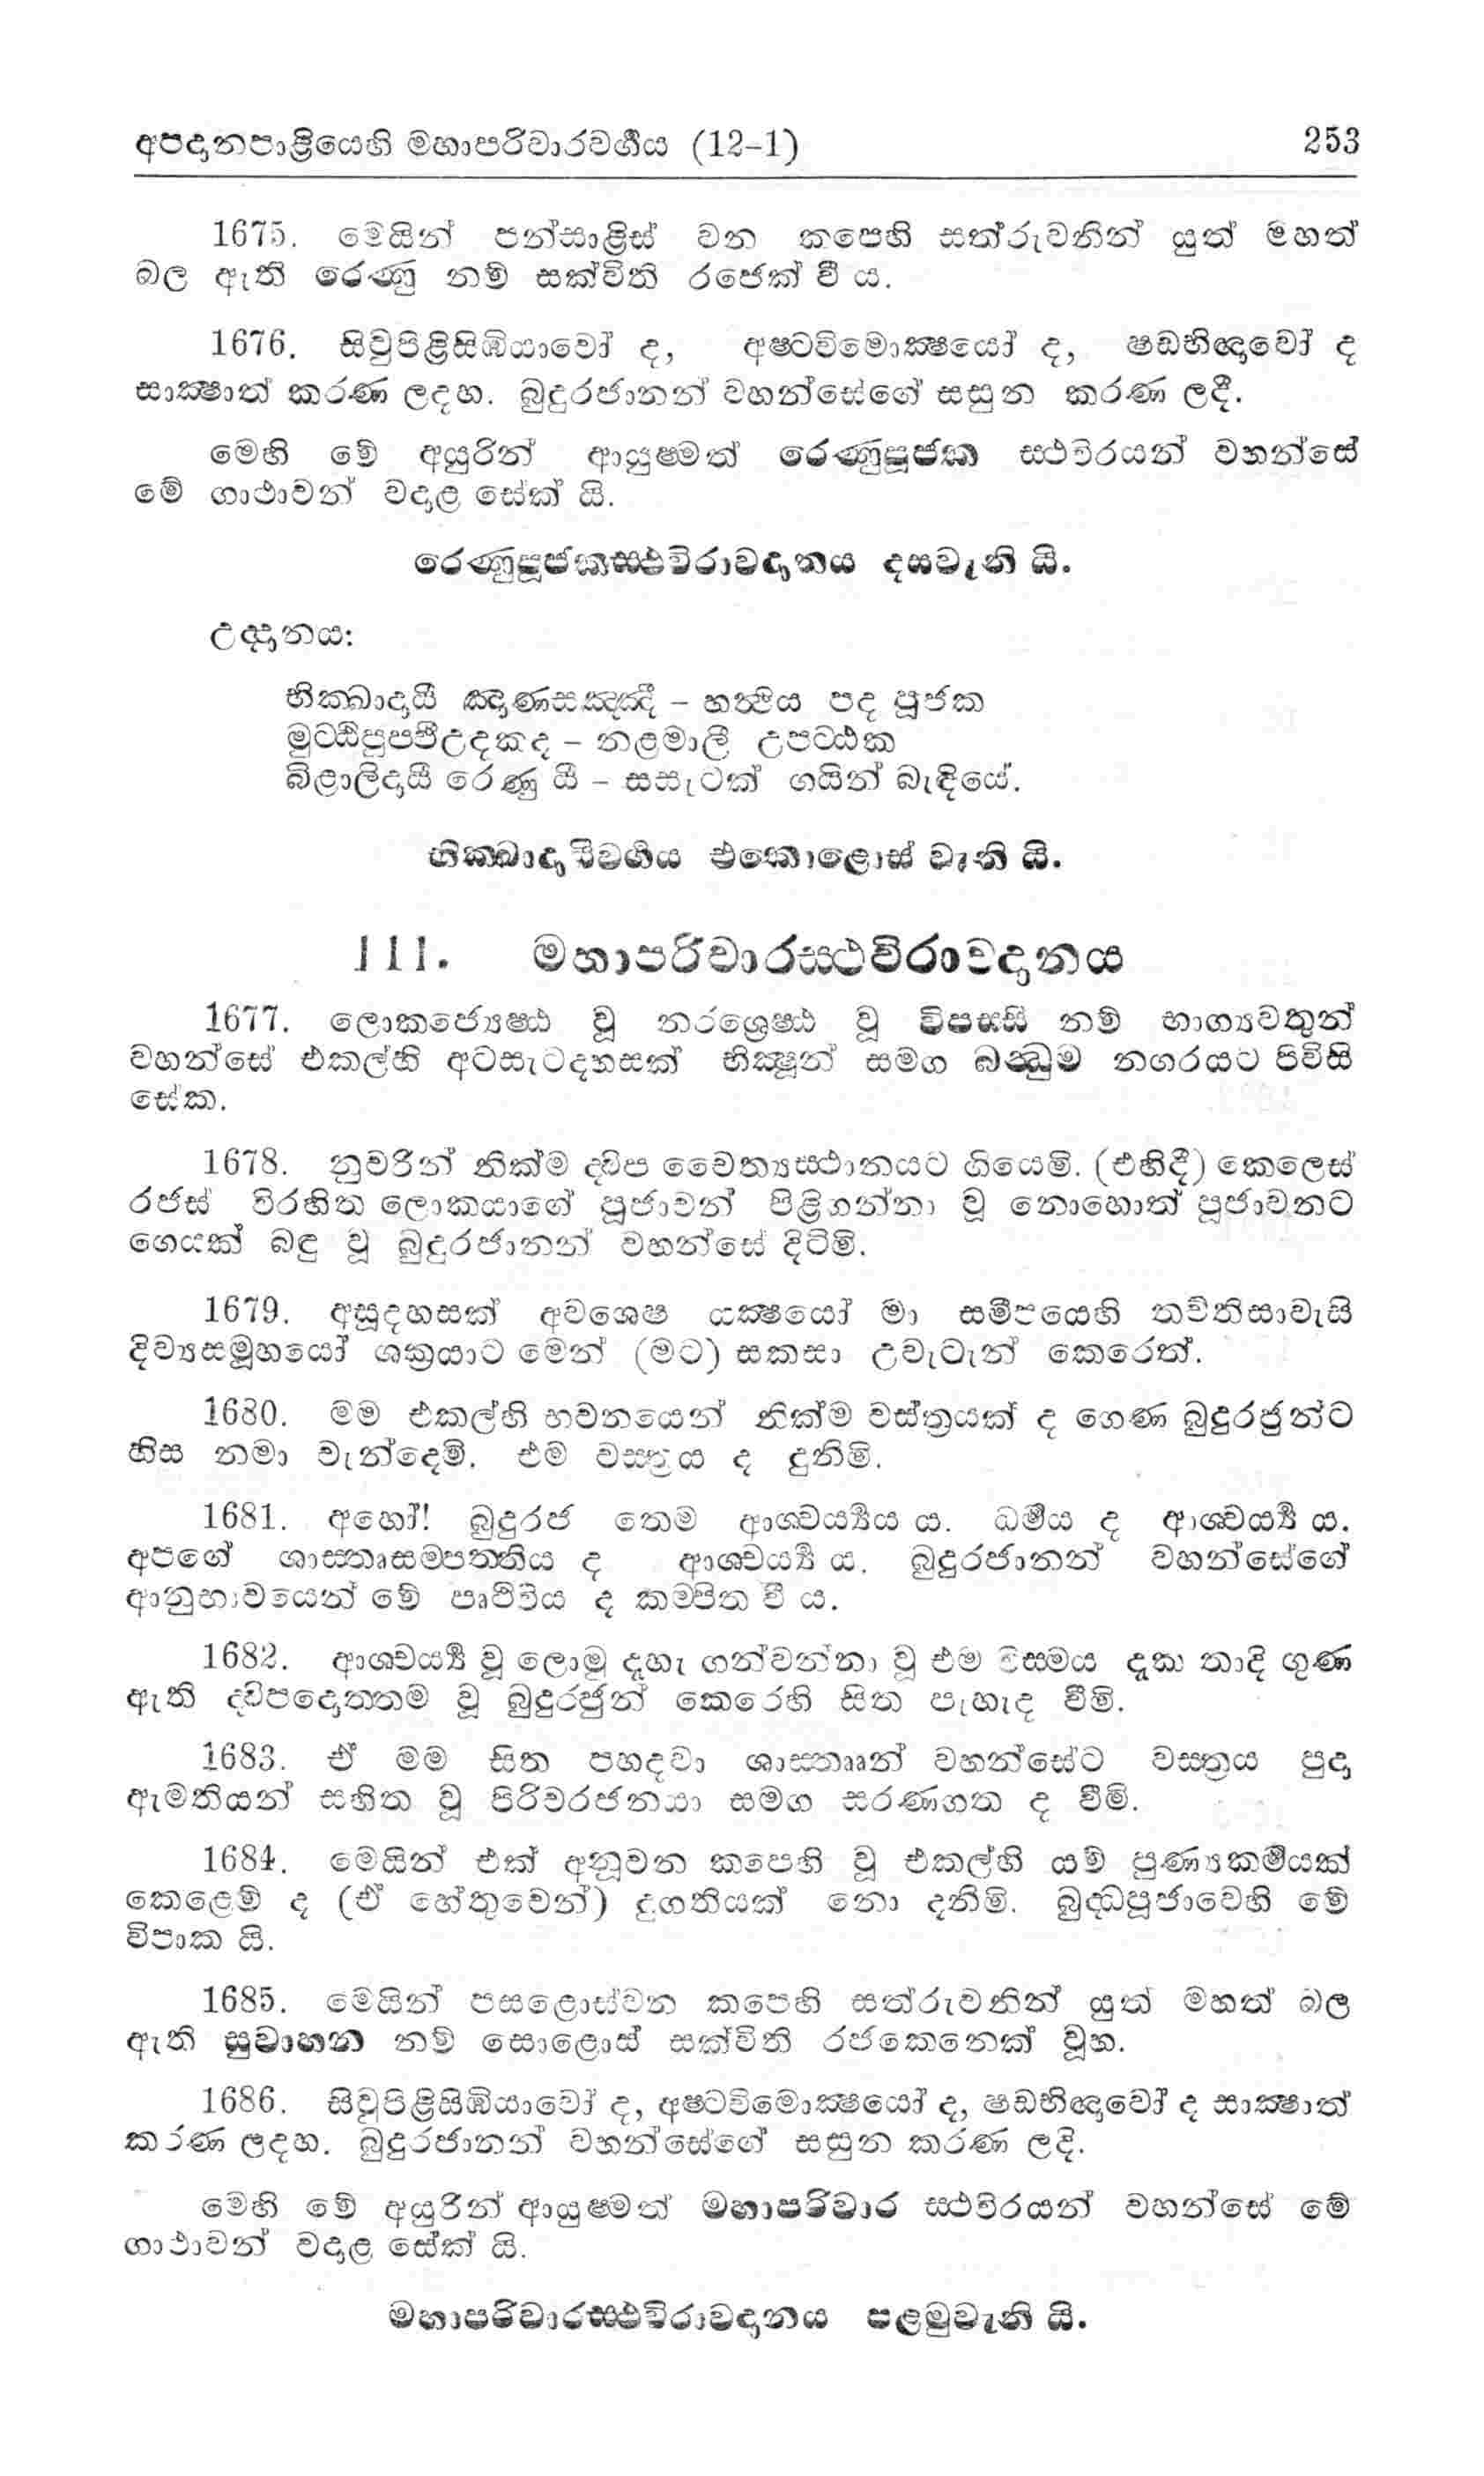 අපදානපාළියෙහි මහාපරිවාරවර්‍ගය (12-1) 253
1675. මෙයින් පන්සාළිස් වන කපෙහි සත්රුවනින් යුත් මහත්
බල ඇති රෙණු නම් සක්විති රජෙක් වී ය.
1676. සිවුපිළිසිඹියාවෝ ද, අෂ්ටවිමොක්‍ෂයෝ ද, ෂඩභිඥාවෝ ද
සාක්‍ෂාත් කරණ ලදහ. බුදුරජානන් වහන්සේගේ සසුන කරණ ලදී.
මෙහි මේ අයුරින් ආයුෂ්මත් රෙණුපූජක ස්ථවිරයන් වහන්සේ
මේ ගාථාවන් වදාළ සේක් යි.
රෙණුපූජකස්ථවිරාවදානය දසවැනි යි.
උද්‍දානය:
භික්ඛාදායී ඤාණසඤ්ඤී – හත්‍ථිය පද පූජක
මුට්ඨිපුප්ඵීඋදකද – නළමාලී උපට්ඨක
බිළාලිදායී රෙණු යී – සසැටක් ගයින් බැඳියේ.
භික්ඛාදායීවර්‍ගය එකොළොස් වැනි යි.
111. මහාපරිවාරස්ථවිරාවදානය
1677. ලොකජ්‍යෙෂ්ඨ වූ නරශ්‍රෙෂ්ඨ වූ විපස්සි නම් භාග්‍යවතුන්
වහන්සේ එකල්හි අටසැටදහසක් භික්‍ෂූන් සමග බන්‍ධුම නගරයට පිවිසි
සේක.
1678. නුවරින් නික්ම ද්වීප චෛත්‍යස්ථානයට ගියෙමි. (එහිදී) කෙලෙස්
රජස් විරහිත ලොකයාගේ පූජාවන් පිළිගන්නා වූ නොහොත් පූජාවනට
ගෙයක් බඳු වූ බුදුරජානන් වහන්සේ දිටිමි.
1679. අසූදහසක් අවශෙෂ යක්‍ෂයෝ මා සමීපයෙහි තව්තිසාවැසි
දිව්‍යසමූහයෝ ශක්‍රයාට මෙන් (මට) සකසා උවැටැන් කෙරෙත්.
1680. මම එකල්හි භවනයෙන් නික්ම වස්ත්‍රයක් ද ගෙණ බුදුරජුන්ට
හිස නමා වැන්දෙමි. එම වස්ත්‍රය ද දුනිමි.
1681. අහෝ! බුදුරජ තෙම ආශ්චර්‍ය්‍යය ය. ධර්‍මය ද ආශ්චර්‍ය්‍ය ය.
අපගේ ශාස්තෘසම්පත්තිය ද ආශ්චර්‍ය්‍ය ය. බුදුරජානන් වහන්සේගේ
ආනුභාවයෙන් මේ පෘථිවිය ද කම්පිත වී ය.
1682. ආශ්චර්‍ය්‍ය වූ ලොමු දැහැ ගන්වන්නා වූ එම විස්මය දැක තාදි ගුණ
ඇති ද්විපදොත්තම වූ බුදුරජුන් කෙරෙහි සිත පැහැද වීමි.
1683. ඒ මම සිත පහදවා ශාස්තෲන් වහන්සේට වස්ත්‍රය පුදා
ඇමතියන් සහිත වූ පිරිවරජනයා සමග සරණගත ද වීමි.
1684. මෙයින් එක් අනූවන කපෙහි වූ එකල්හි යම් පුණ්‍යකර්‍මයක්
කෙළෙම් ද (ඒ හේතුවෙන්) දුගතියක් නො දනිමි. බුද්‍ධපූජාවෙහි මේ
විපාක යි.
1685. මෙයින් පසළොස්වන කපෙහි සත්රුවනින් යුත් මහත් බල
ඇති සුවාහන නම් සොළොස් සක්විති රජකෙනෙක් වූහ.
1686. සිවුපිළිසිඹියාවෝ ද, අෂ්ටවිමොක්‍ෂයෝ ද, ෂඩභිඥාවෝ ද සාක්‍ෂාත්
කරණ ලදහ. බුදුරජානන් වහන්සේගේ සසුන කරණ ලදි.
මෙහි මේ අයුරින් ආයුෂ්මත් මහාපරිවාර ස්ථවිරයන් වහන්සේ මේ
ගාථාවන් වදාළ සේක් යි.
මහාපරිවාරස්ථවිරාවදානය පළමුවැනි යි.